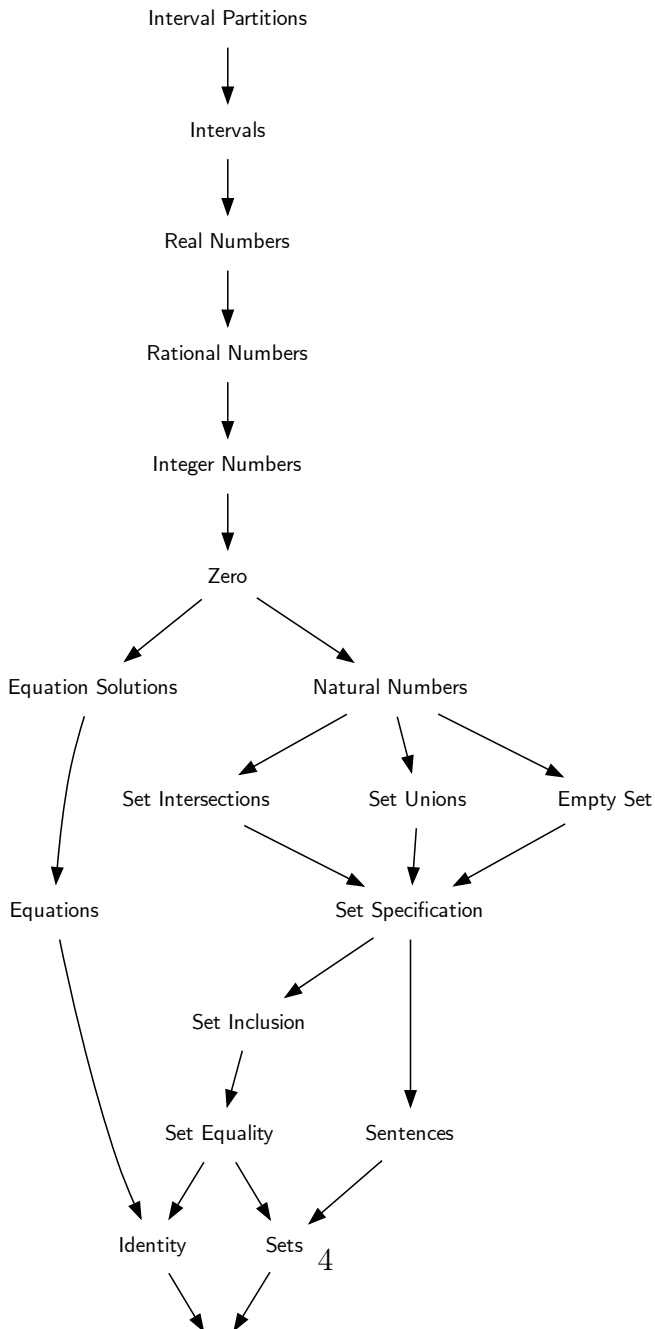 Interval Partitions
Intervals
Real Numbers
Rational Numbers
Integer Numbers
Zero
Equation Solutions
Natural Numbers
Set Intersections
Set Unions
Empty Set
Equations
Set Specification
Set Inclusion
Set Equality
Sentences
Identity
Sets
4